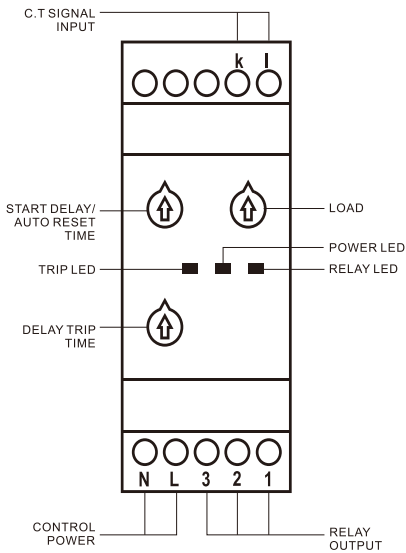 C.T SIGNAL
INPUT
k l
START DELAY/
AUTO RESET
TIME
LOAD
POWER LED
TRIP LED
RELAY LED
DELAY TRIP
TIME
N L 3 2 1
CONTROL
POWER
RELAY
OUTPUT